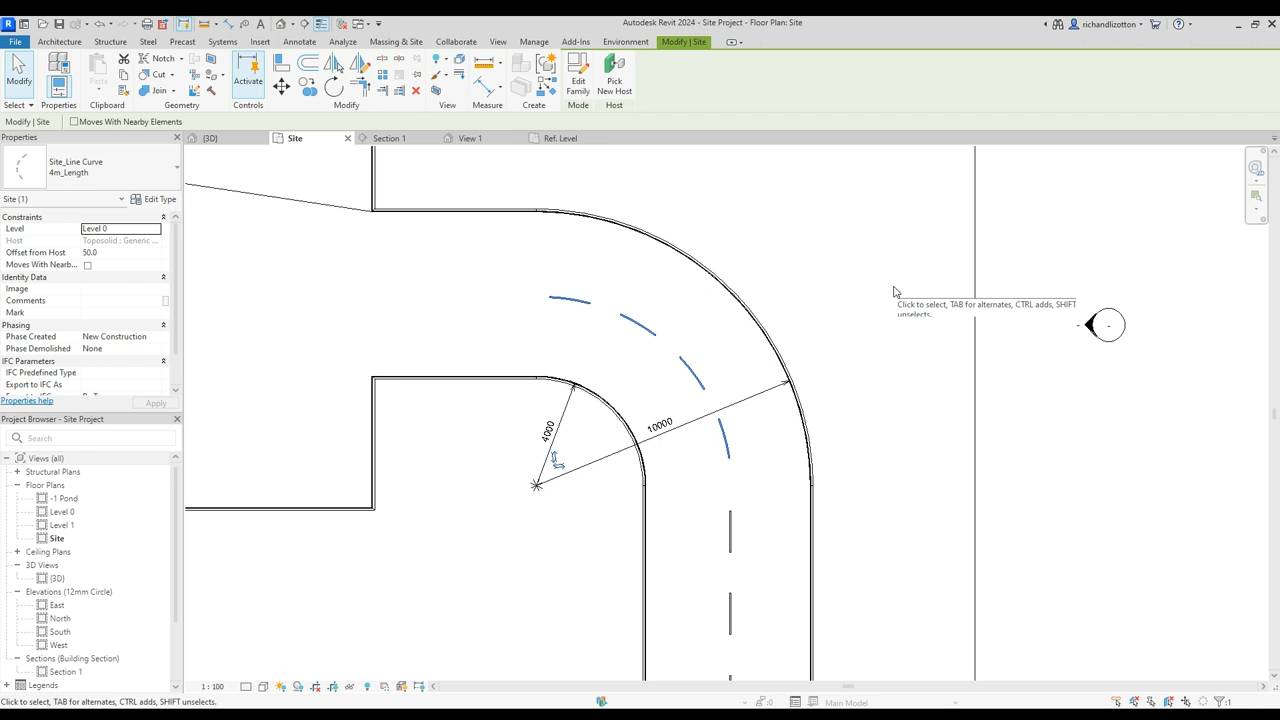 Autodesk Revit 2024 - Site Project - Floor Plan: Site
richandlizotton
File Architecture Structure Steel Precast Systems Insert Annotate Analyze Massing & Site Collaborate View Manage Add-Ins Environment Modify | Site
Modify
Select
Properties
Paste
Clipboard
Notch
Cut
Join
Geometry
Activate
Controls
Modify
View
Measure
Create
Edit
Family
Mode
Pick
New Host
Host
Modify | Site Moves With Nearby Elements
Properties
{3D} Site Section 1 View 1 Ref. Level
Site_Line Curve
4m_Length
Site (1) Edit Type
Constraints
Level Level 0
Host Toposolid : Generic ...
Offset from Host 50.0
Moves With Nearb...
Identity Data
Image
Comments
Mark
Phasing
Phase Created New Construction
Phase Demolished None
IFC Parameters
IFC Predefined Type
Export to IFC As
Properties help Apply
Project Browser - Site Project
Search
Views (all)
Structural Plans
Floor Plans
-1 Pond
Level 0
Level 1
Site
Ceiling Plans
3D Views
{3D}
Elevations (12mm Circle)
East
North
South
West
Sections (Building Section)
Section 1
Legends
4000
10000
Click to select, TAB for alternates, CTRL adds, SHIFT
unselects.
1 : 100
Click to select, TAB for alternates, CTRL adds, SHIFT unselects.
:0
Main Model
:1